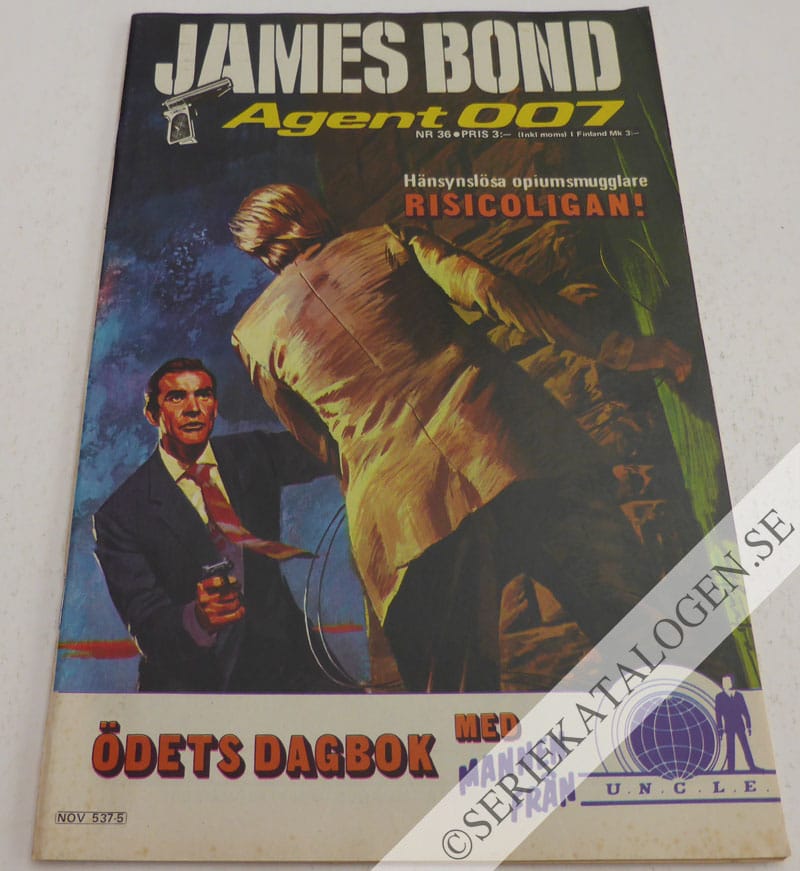 JAMES BOND
Agent 007
NR 36●PRIS 3:— (Inkl moms) I Finland Mk 3:—
Hänsynslösa opiumsmugglare
RISICOLIGAN!
ÖDETS DAGBOK
MED
MANNEN
FRÅN
U.N.C.L.E.
NOV 537-5
© SERIEKATALOGEN.SE